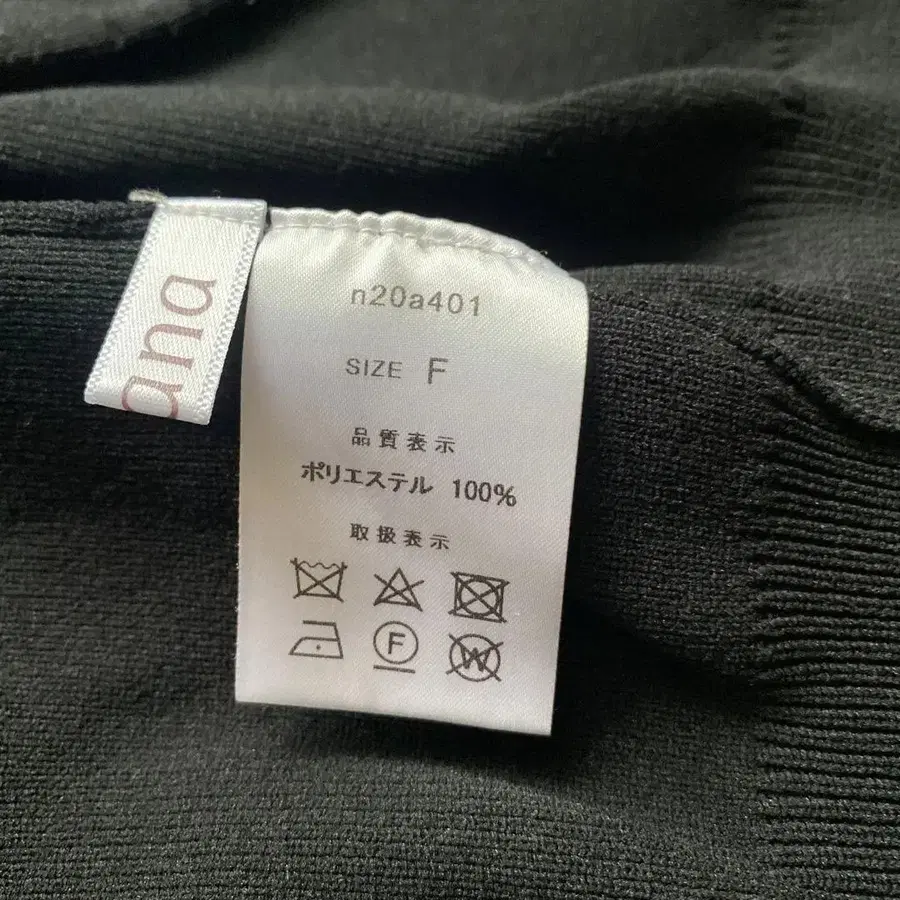 ana
n20a401
SIZE F
品質表示
ポリエステル 100%
取扱表示
F
W